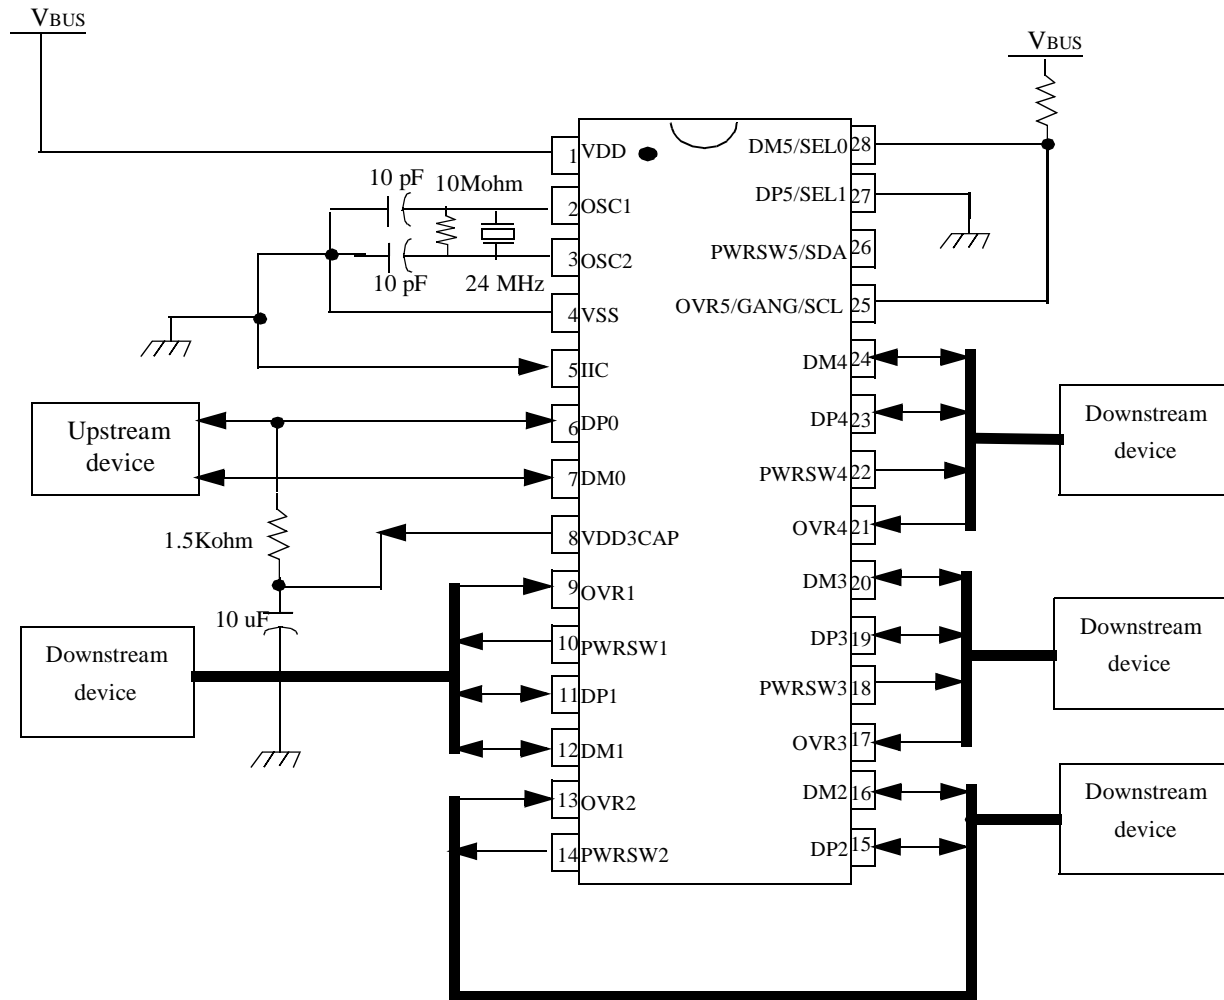 VBUS
VBUS
1 VDD
DM5/SEL0 28
10 pF
10Mohm
2 OSC1
DP5/SEL1 27
3 OSC2
PWRSW5/SDA 26
10 pF
24 MHz
4 VSS
OVR5/GANG/SCL 25
5 IIC
DM4 24
Upstream
device
6 DP0
DP4 23
Downstream
device
7 DM0
PWRSW4 22
1.5Kohm
8 VDD3CAP
OVR4 21
9 OVR1
DM3 20
10 uF
10 PWRSW1
DP3 19
Downstream
device
Downstream
device
11 DP1
PWRSW3 18
12 DM1
OVR3 17
13 OVR2
DM2 16
Downstream
device
14 PWRSW2
DP2 15